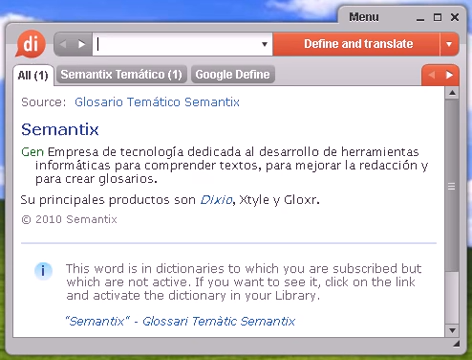 Menu
di
Define and translate
All (1) Semantix Temático (1) Google Define
Source: Glosario Temático Semantix
Semantix
Gen Empresa de tecnología dedicada al desarrollo de herramientas
informáticas para comprender textos, para mejorar la redacción y
para crear glosarios.
Su principales productos son Dixio, Xtyle y Gloxr.
© 2010 Semantix
i
This word is in dictionaries to which you are subscribed but
which are not active. If you want to see it, click on the link
and activate the dictionary in your Library.
"Semantix" - Glossari Temàtic Semantix